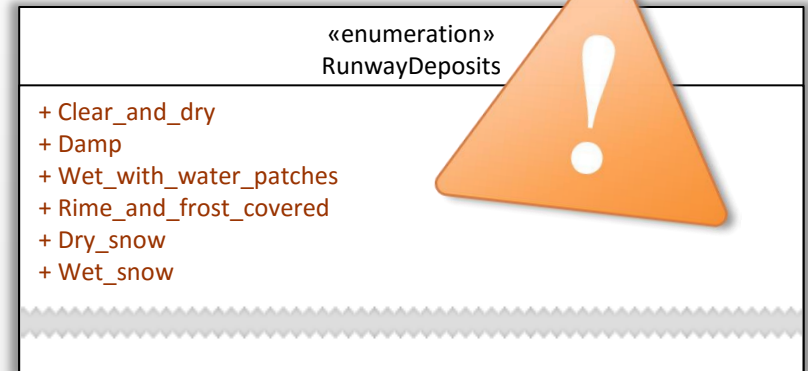 «enumeration»
RunwayDeposits
+ Clear_and_dry
+ Damp
+ Wet_with_water_patches
+ Rime_and_frost_covered
+ Dry_snow
+ Wet_snow
!